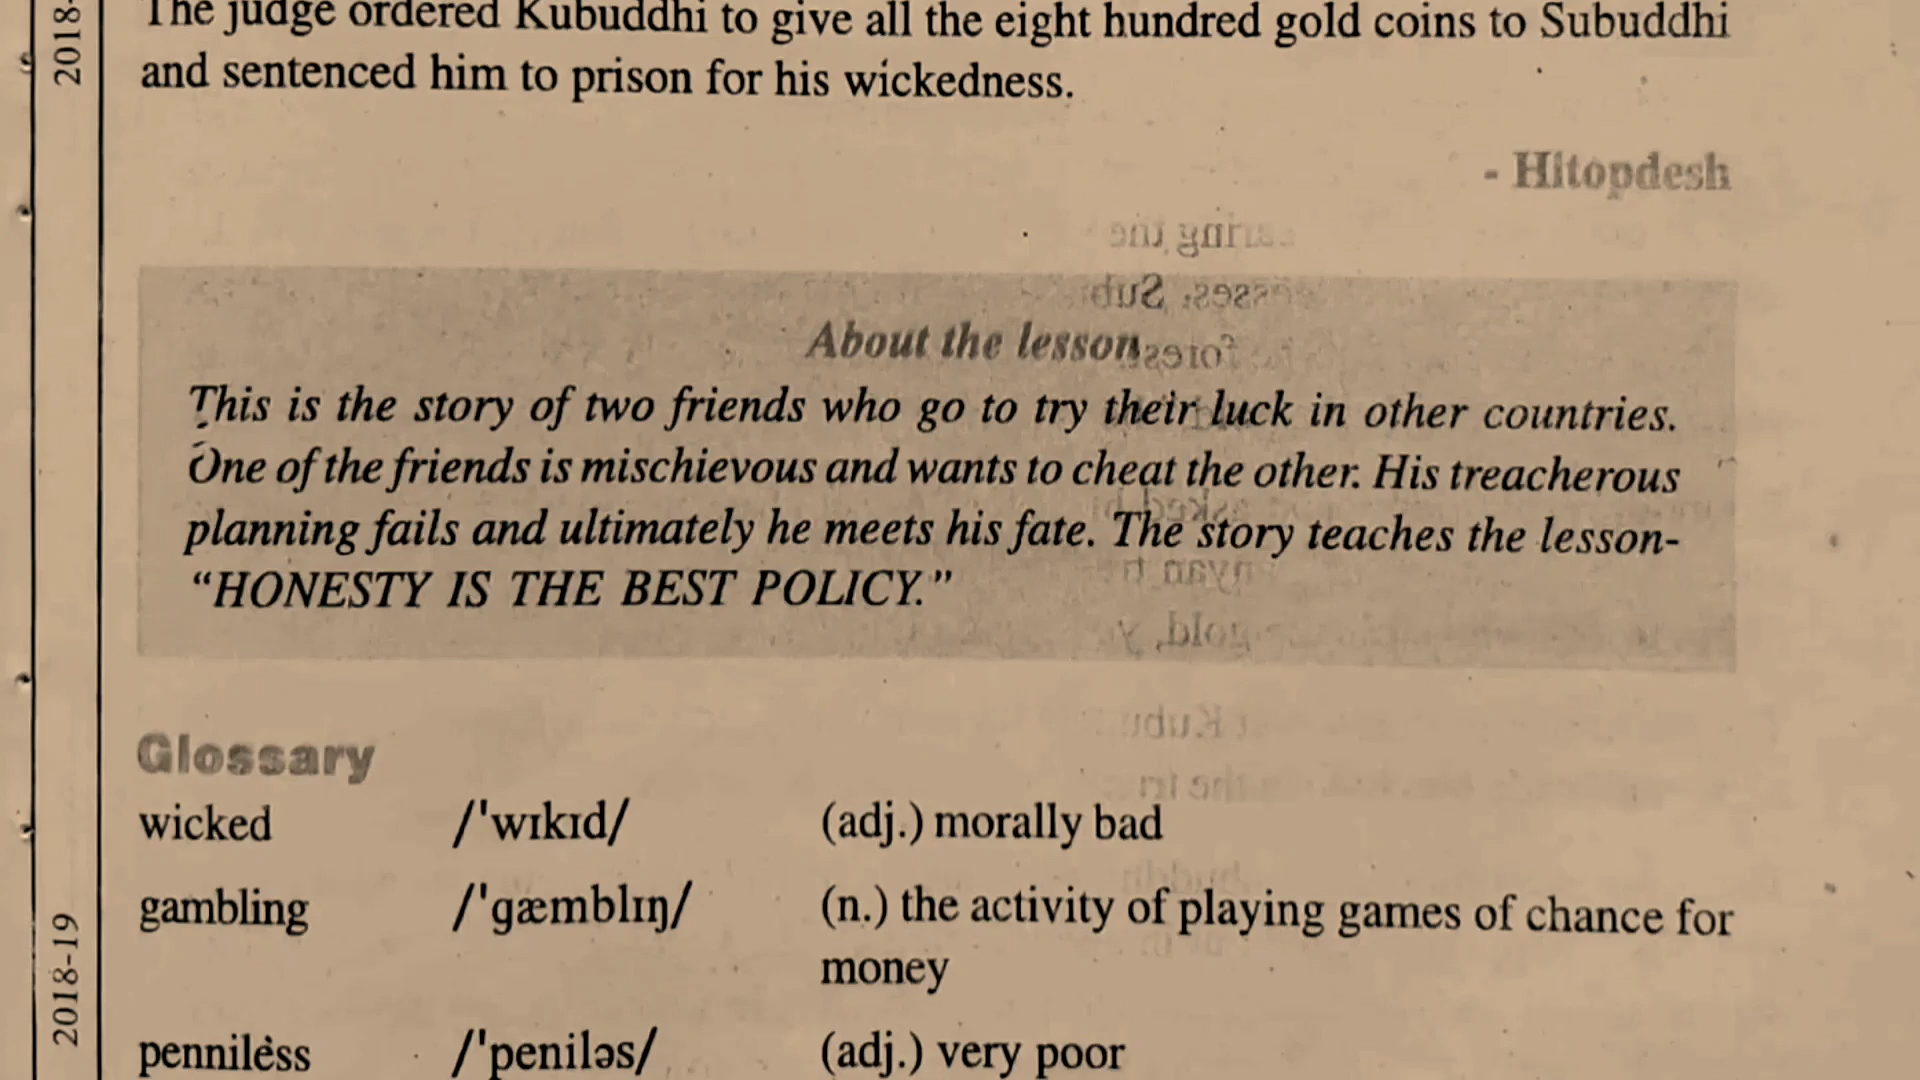 The judge ordered Kubuddhi to give all the eight hundred gold coins to Subuddhi
and sentenced him to prison for his wickedness.
- Hitopdesh
About the lesson
This is the story of two friends who go to try their luck in other countries.
One of the friends is mischievous and wants to cheat the other. His treacherous
planning fails and ultimately he meets his fate. The story teaches the lesson-
“HONESTY IS THE BEST POLICY.”
Glossary
wicked /ˈwɪkɪd/ (adj.) morally bad
gambling /ˈgæmblɪŋ/ (n.) the activity of playing games of chance for
money
penniless /ˈpeniləs/ (adj.) very poor
2018-
2018-19